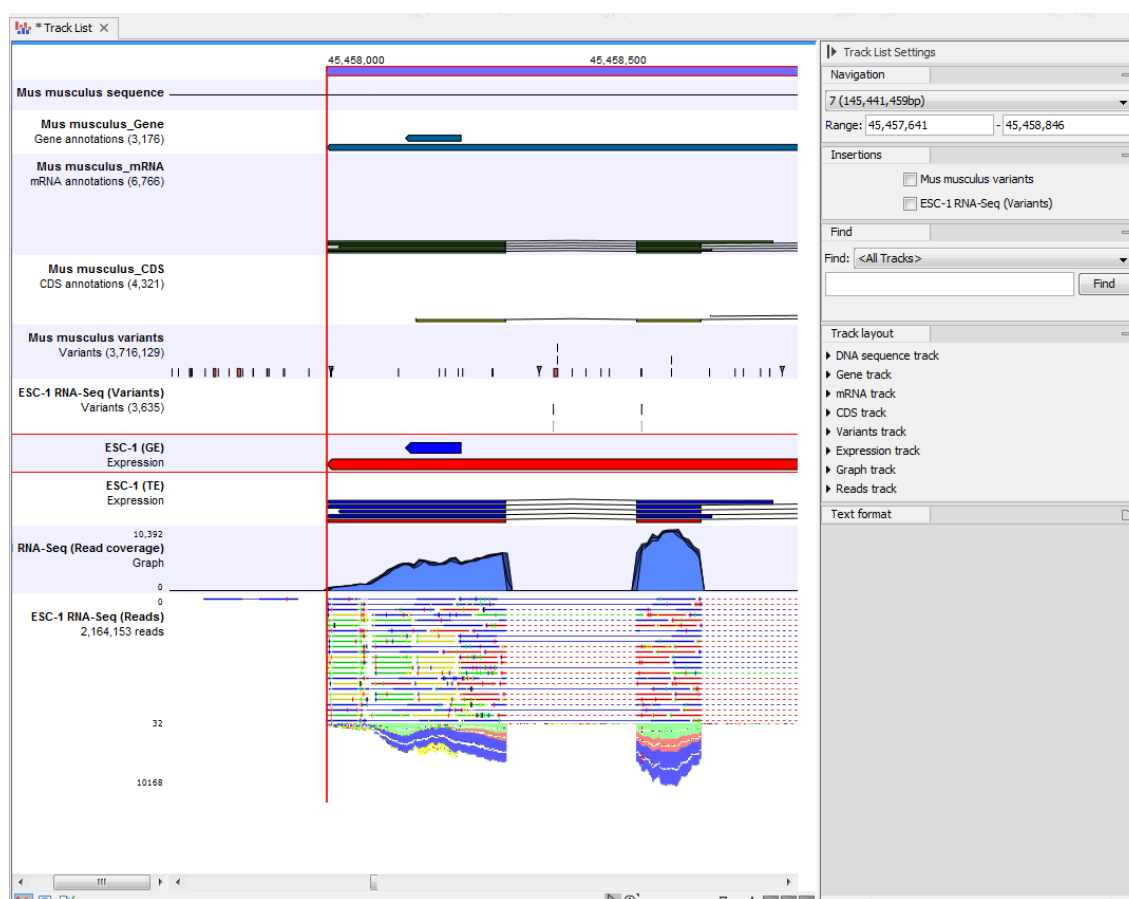 * Track List
45,458,000 45,458,500
Mus musculus sequence
Mus musculus_Gene
Gene annotations (3,176)
Mus musculus_mRNA
mRNA annotations (6,766)
Mus musculus_CDS
CDS annotations (4,321)
Mus musculus variants
Variants (3,716,129)
ESC-1 RNA-Seq (Variants)
Variants (3,635)
ESC-1 (GE)
Expression
ESC-1 (TE)
Expression
10,392
RNA-Seq (Read coverage)
Graph
0
0
ESC-1 RNA-Seq (Reads)
2,164,153 reads
32
10168
Track List Settings
Navigation
7 (145,441,459bp)
Range: 45,457,641 - 45,458,846
Insertions
Mus musculus variants
ESC-1 RNA-Seq (Variants)
Find
Find: <All Tracks>
Find
Track layout
DNA sequence track
Gene track
mRNA track
CDS track
Variants track
Expression track
Graph track
Reads track
Text format